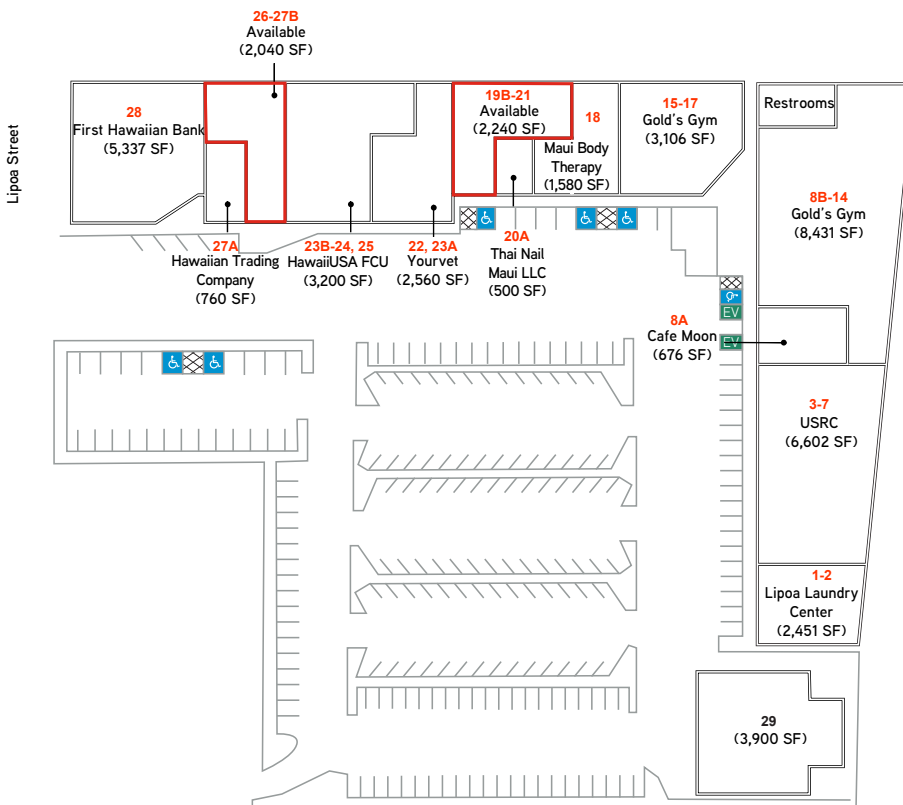 26-27B
Available
(2,040 SF)
Lipoa Street
28
First Hawaiian Bank
(5,337 SF)
19B-21
Available
(2,240 SF)
18
Maui Body
Therapy
(1,580 SF)
15-17
Gold's Gym
(3,106 SF)
Restrooms
8B-14
Gold's Gym
(8,431 SF)
27A
Hawaiian Trading
Company
(760 SF)
23B-24, 25
HawaiiUSA FCU
(3,200 SF)
22, 23A
Yourvet
(2,560 SF)
20A
Thai Nail
Maui LLC
(500 SF)
EV
8A
Cafe Moon
(676 SF)
EV
3-7
USRC
(6,602 SF)
1-2
Lipoa Laundry
Center
(2,451 SF)
29
(3,900 SF)